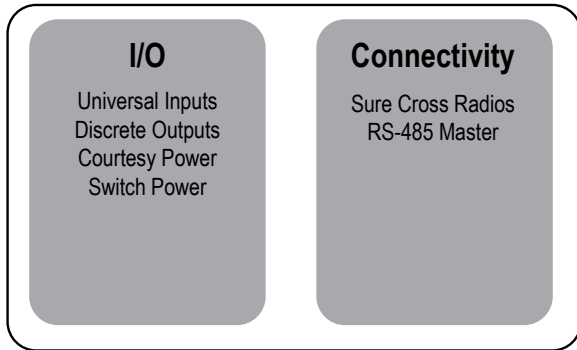 I/O
Universal Inputs
Discrete Outputs
Courtesy Power
Switch Power
Connectivity
Sure Cross Radios
RS-485 Master